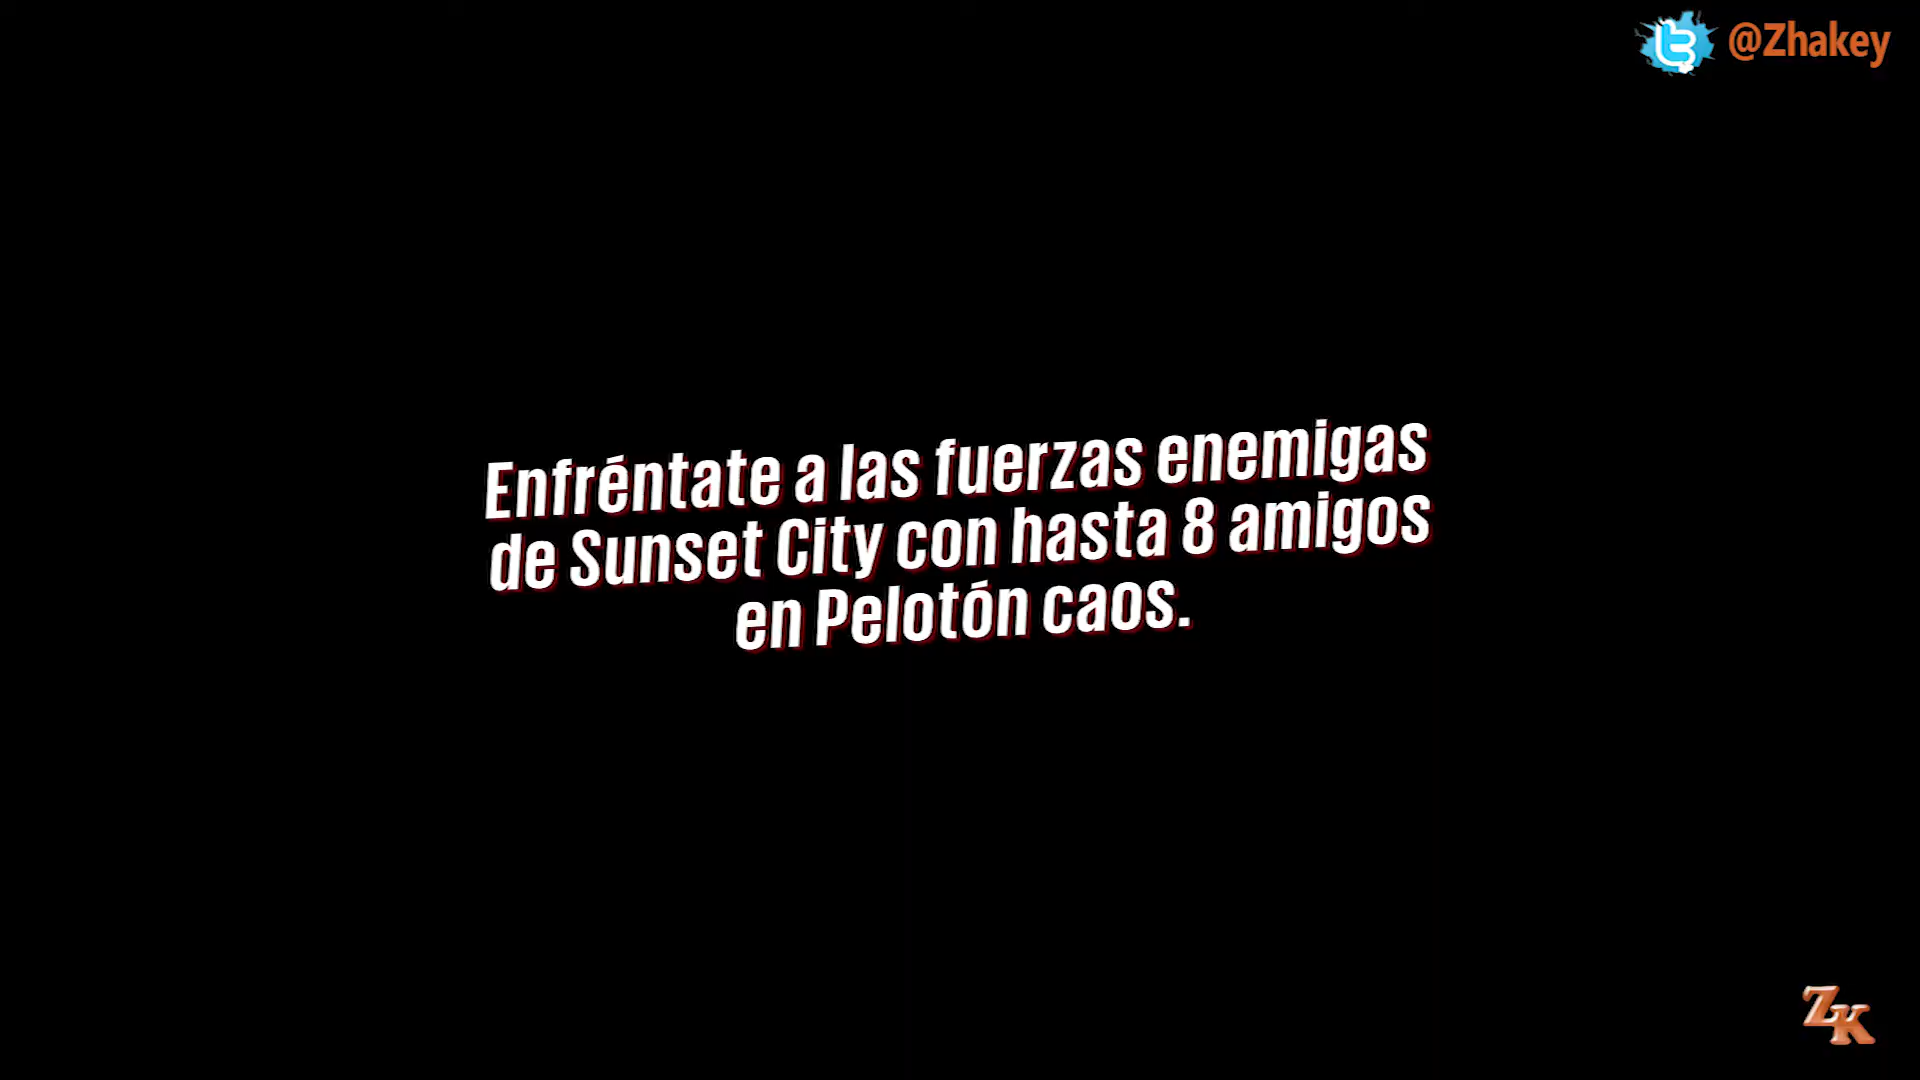 @Zhakey
Enfréntate a las fuerzas enemigas
de Sunset City con hasta 8 amigos
en Pelotón caos.
ZK